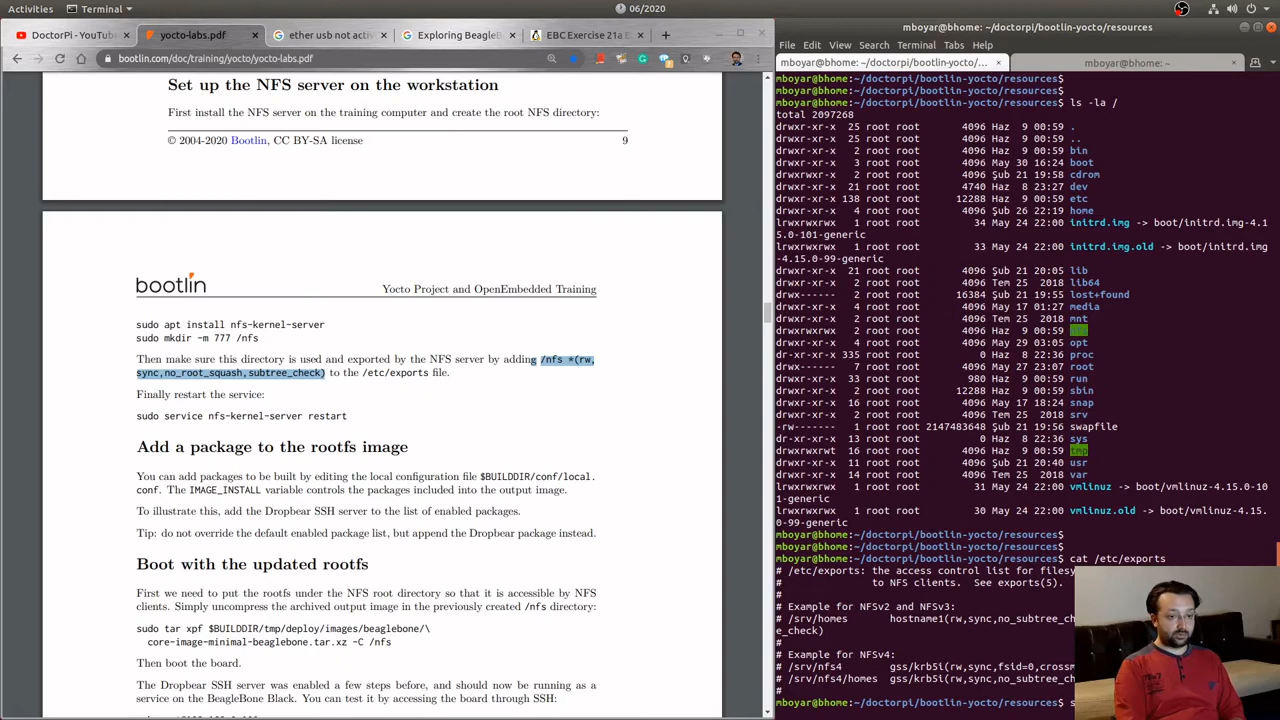 Activities
Terminal
06/2020
DoctorPi - YouTube
yocto-labs.pdf
ether usb not acti
Exploring BeagleB
EBC Exercise 21a E
bootlin.com/doc/training/yocto/yocto-labs.pdf
Set up the NFS server on the workstation
First install the NFS server on the training computer and create the root NFS directory:
© 2004-2020 Bootlin, CC BY-SA license
9
bootlin
Yocto Project and OpenEmbedded Training
sudo apt install nfs-kernel-server
sudo mkdir -m 777 /nfs
Then make sure this directory is used and exported by the NFS server by adding /nfs *(rw,
sync,no_root_squash,subtree_check) to the /etc/exports file.
Finally restart the service:
sudo service nfs-kernel-server restart
Add a package to the rootfs image
You can add packages to be built by editing the local configuration file $BUILDDIR/conf/local.
conf. The IMAGE_INSTALL variable controls the packages included into the output image.
To illustrate this, add the Dropbear SSH server to the list of enabled packages.
Tip: do not override the default enabled package list, but append the Dropbear package instead.
Boot with the updated rootfs
First we need to put the rootfs under the NFS root directory so that it is accessible by NFS
clients. Simply uncompress the archived output image in the previously created /nfs directory:
sudo tar xpf $BUILDDIR/tmp/deploy/images/beaglebone/\
core-image-minimal-beaglebone.tar.xz -C /nfs
Then boot the board.
The Dropbear SSH server was enabled a few steps before, and should now be running as a
service on the BeagleBone Black. You can test it by accessing the board through SSH:
mboyar@bhome: ~/doctorpi/bootlin-yocto/resources
File Edit View Search Terminal Tabs Help
mboyar@bhome: ~/doctorpi/bootlin-yocto/...
mboyar@bhome: ~
mboyar@bhome:~/doctorpi/bootlin-yocto/resources$
mboyar@bhome:~/doctorpi/bootlin-yocto/resources$
mboyar@bhome:~/doctorpi/bootlin-yocto/resources$ ls -la /
total 2097268
drwxr-xr-x 25 root root 4096 Haz 9 00:59 .
drwxr-xr-x 25 root root 4096 Haz 9 00:59 ..
drwxr-xr-x 2 root root 4096 Haz 9 00:59 bin
drwxr-xr-x 3 root root 4096 May 30 16:24 boot
drwxrwxr-x 2 root root 4096 Şub 21 19:58 cdrom
drwxr-xr-x 21 root root 4740 Haz 8 23:27 dev
drwxr-xr-x 138 root root 12288 Haz 9 00:59 etc
drwxr-xr-x 4 root root 4096 Şub 26 22:19 home
lrwxrwxrwx 1 root root 34 May 24 22:00 initrd.img -> boot/initrd.img-4.1
5.0-101-generic
lrwxrwxrwx 1 root root 33 May 24 22:00 initrd.img.old -> boot/initrd.img
-4.15.0-99-generic
drwxr-xr-x 21 root root 4096 Şub 21 20:05 lib
drwxr-xr-x 2 root root 4096 Tem 25 2018 lib64
drwx------ 2 root root 16384 Şub 21 19:55 lost+found
drwxr-xr-x 4 root root 4096 May 17 01:27 media
drwxr-xr-x 2 root root 4096 Tem 25 2018 mnt
drwxrwxrwx 2 root root 4096 Haz 9 00:59 nfs
drwxr-xr-x 6 root root 4096 May 29 03:05 opt
dr-xr-xr-x 335 root root 0 Haz 8 22:36 proc
drwx------ 7 root root 4096 May 27 23:07 root
drwxr-xr-x 33 root root 980 Haz 9 00:59 run
drwxr-xr-x 2 root root 12288 Haz 9 00:59 sbin
drwxr-xr-x 16 root root 4096 May 17 18:24 snap
drwxr-xr-x 2 root root 4096 Tem 25 2018 srv
-rw------- 1 root root 2147483648 Şub 21 19:56 swapfile
dr-xr-xr-x 13 root root 0 Haz 8 22:36 sys
drwxrwxrwt 16 root root 4096 Haz 9 00:59 tmp
drwxr-xr-x 11 root root 4096 Şub 21 20:40 usr
drwxr-xr-x 14 root root 4096 Tem 25 2018 var
lrwxrwxrwx 1 root root 31 May 24 22:00 vmlinuz -> boot/vmlinuz-4.15.0-10
1-generic
lrwxrwxrwx 1 root root 30 May 24 22:00 vmlinuz.old -> boot/vmlinuz-4.15.
0-99-generic
mboyar@bhome:~/doctorpi/bootlin-yocto/resources$
mboyar@bhome:~/doctorpi/bootlin-yocto/resources$
mboyar@bhome:~/doctorpi/bootlin-yocto/resources$ cat /etc/exports
# /etc/exports: the access control list for filesy
# to NFS clients. See exports(5).
#
# Example for NFSv2 and NFSv3:
# /srv/homes hostname1(rw,sync,no_subtree_ch
e_check)
#
# Example for NFSv4:
# /srv/nfs4 gss/krb5i(rw,sync,fsid=0,crossm
# /srv/nfs4/homes gss/krb5i(rw,sync,no_subtree_che
#
mboyar@bhome:~/doctorpi/bootlin-yocto/resources$ s